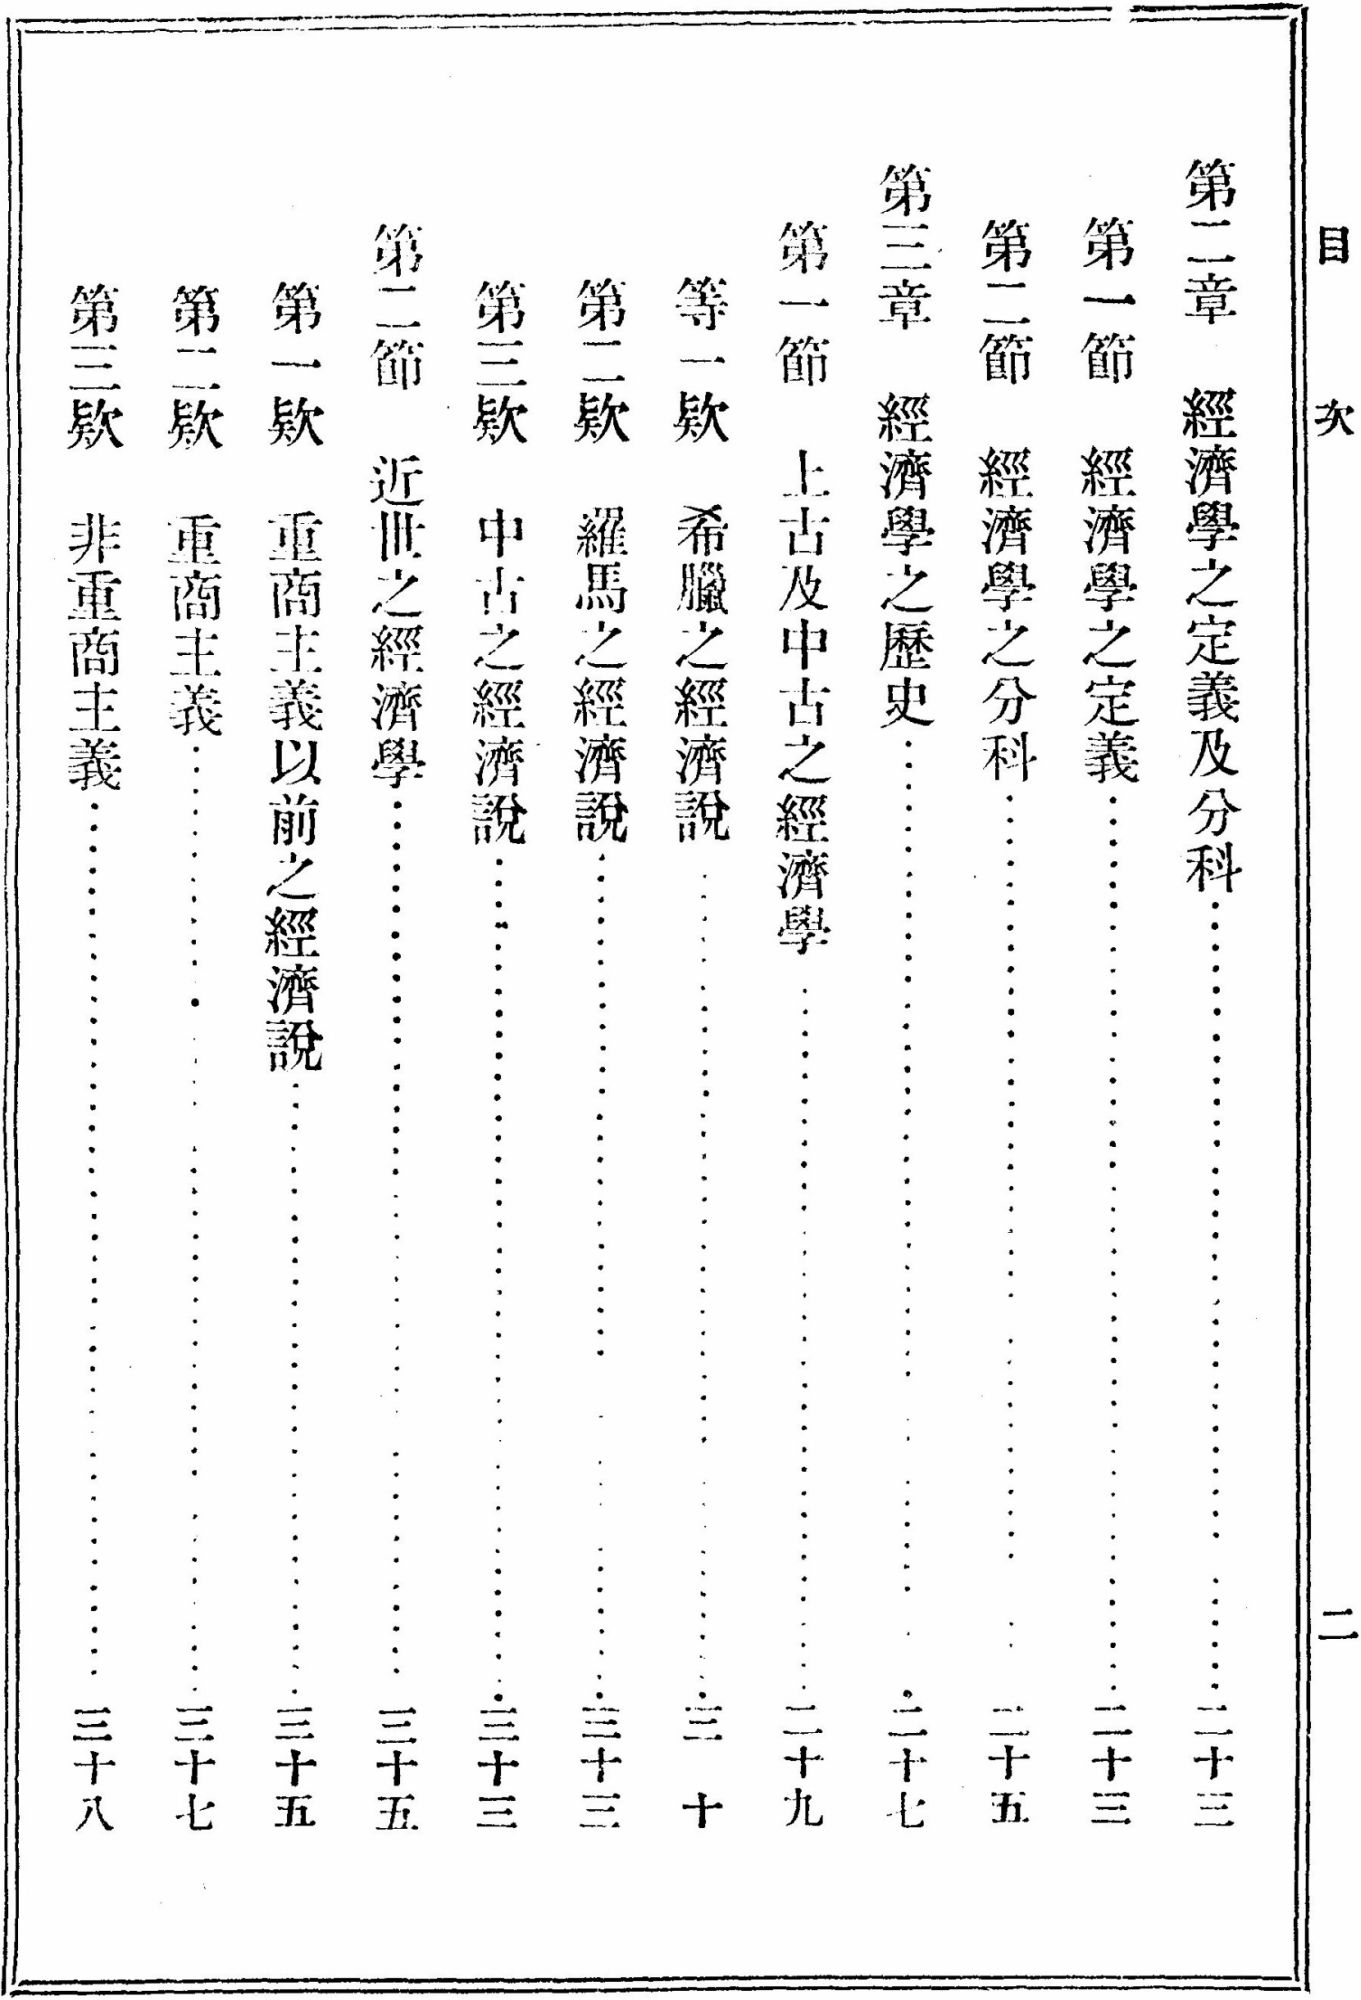 目次 二
第二章 經濟學之定義及分科……二十三
第一節 經濟學之定義……二十三
第二節 經濟學之分科……二十五
第三章 經濟學之歷史……二十七
第一節 上古及中古之經濟學……二十九
等一欵 希臘之經濟說……三十
第二欵 羅馬之經濟說……三十三
第三欵 中古之經濟說……三十三
第二節 近世之經濟學……三十五
第一欵 重商主義以前之經濟說……三十五
第二欵 重商主義……三十七
第三欵 非重商主義……三十八